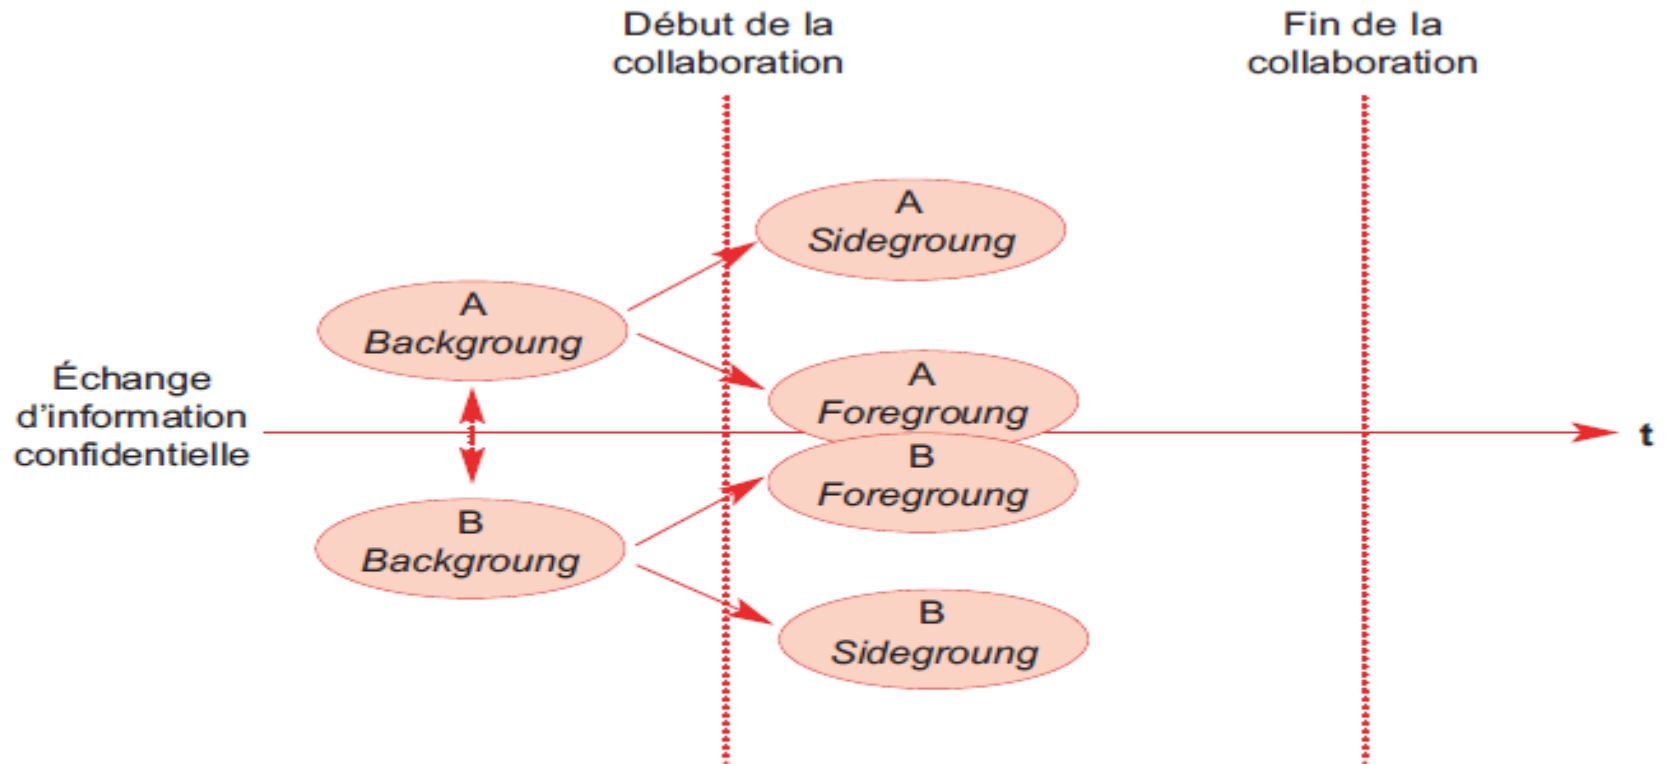 Début de la
collaboration
Fin de la
collaboration
A
Sidegroung
A
Backgroung
Échange
d'information
confidentielle
A
Foregroung
t
B
Foregroung
B
Backgroung
B
Sidegroung